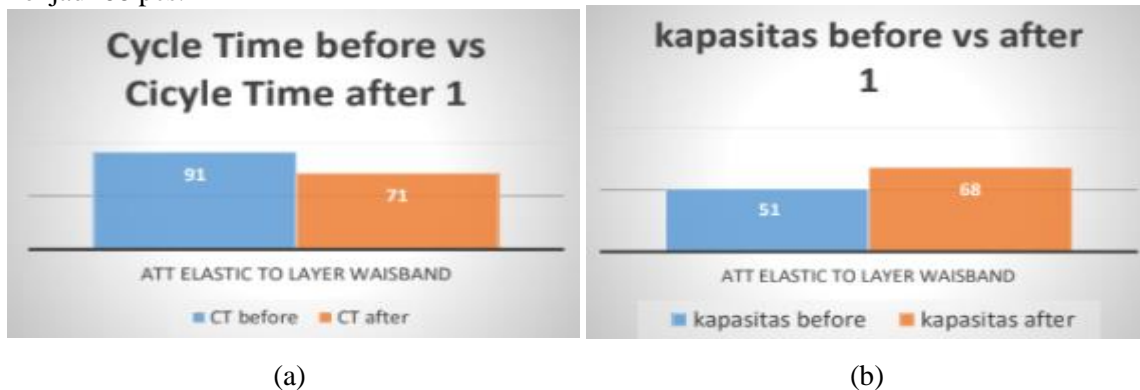 Cycle Time before vs
Cicyle Time after 1
91
71
ATT ELASTIC TO LAYER WAISBAND
CT before CT after
(a)
kapasitas before vs after
1
51
68
ATT ELASTIC TO LAYER WAISBAND
kapasitas before kapasitas after
(b)